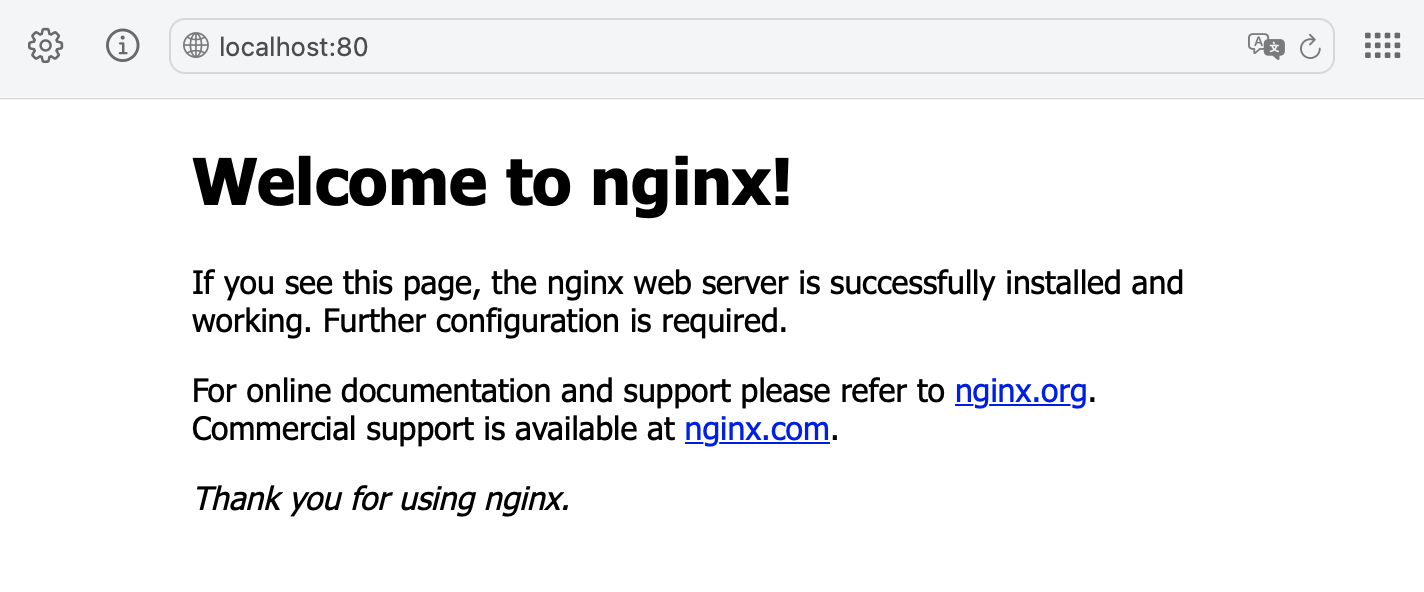 localhost:80
Welcome to nginx!
If you see this page, the nginx web server is successfully installed and
working. Further configuration is required.
For online documentation and support please refer to nginx.org.
Commercial support is available at nginx.com.
Thank you for using nginx.